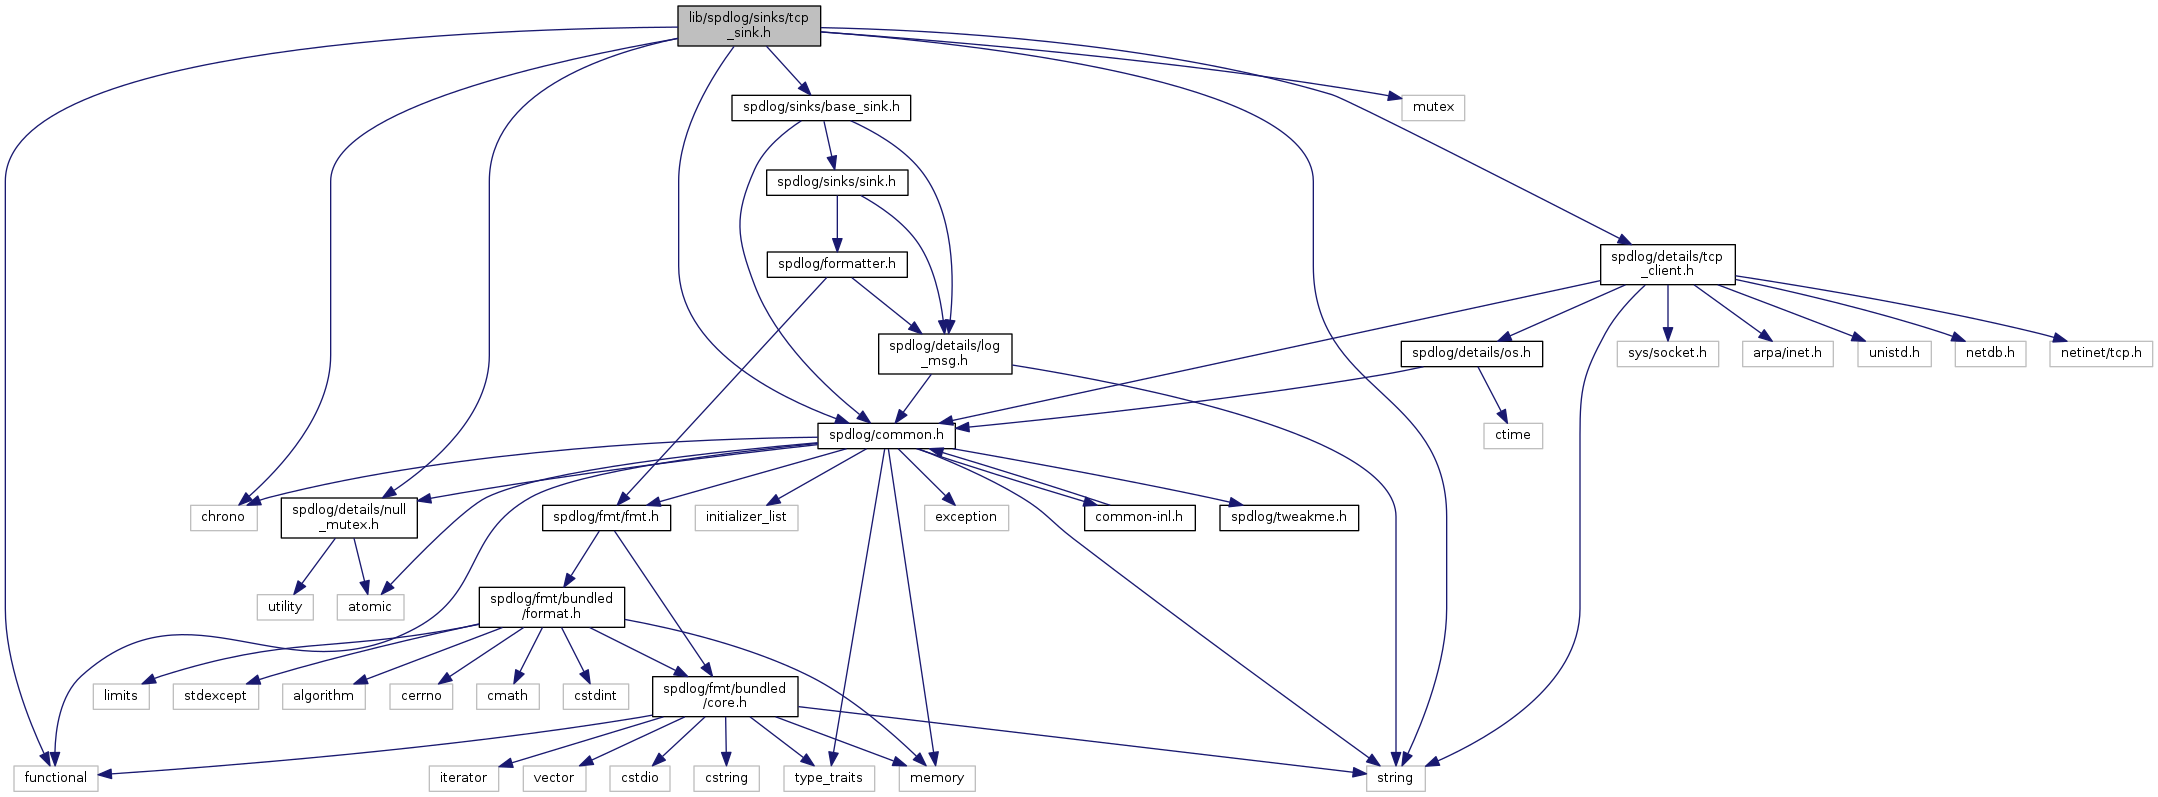 lib/spdlog/sinks/tcp
_sink.h
spdlog/sinks/base_sink.h
mutex
spdlog/sinks/sink.h
spdlog/formatter.h
spdlog/details/tcp
_client.h
spdlog/details/log
_msg.h
spdlog/details/os.h
sys/socket.h
arpa/inet.h
unistd.h
netdb.h
netinet/tcp.h
spdlog/common.h
ctime
chrono
spdlog/details/null
_mutex.h
spdlog/fmt/fmt.h
initializer_list
exception
common-inl.h
spdlog/tweakme.h
utility
atomic
spdlog/fmt/bundled
/format.h
limits
stdexcept
algorithm
cerrno
cmath
cstdint
spdlog/fmt/bundled
/core.h
functional
iterator
vector
cstdio
cstring
type_traits
memory
string